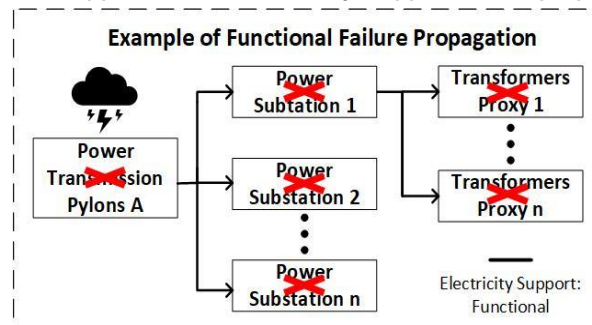 Example of Functional Failure Propagation
Power
Subtation 1
Transformers
Proxy 1
Power
Transmission
Pylons A
Power
Substation 2
Transformers
Proxy n
Power
Substation n
Electricity Support:
Functional